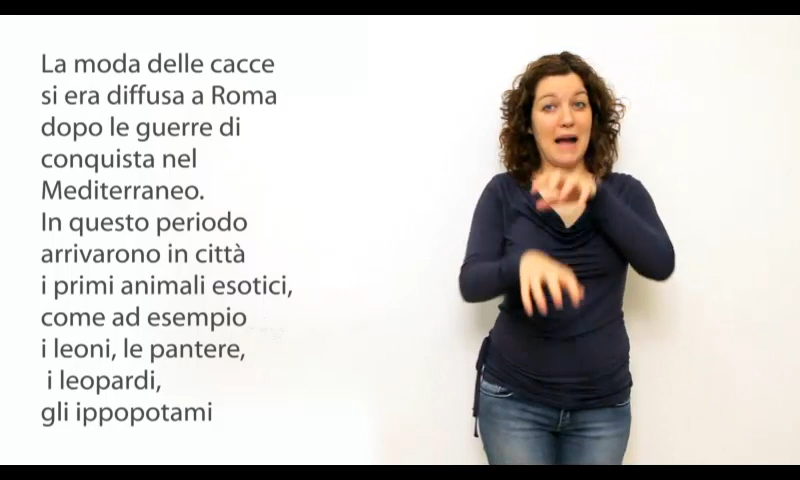 La moda delle cacce
si era diffusa a Roma
dopo le guerre di
conquista nel
Mediterraneo.
In questo periodo
arrivarono in città
i primi animali esotici,
come ad esempio
i leoni, le pantere,
i leopardi,
gli ippopotami